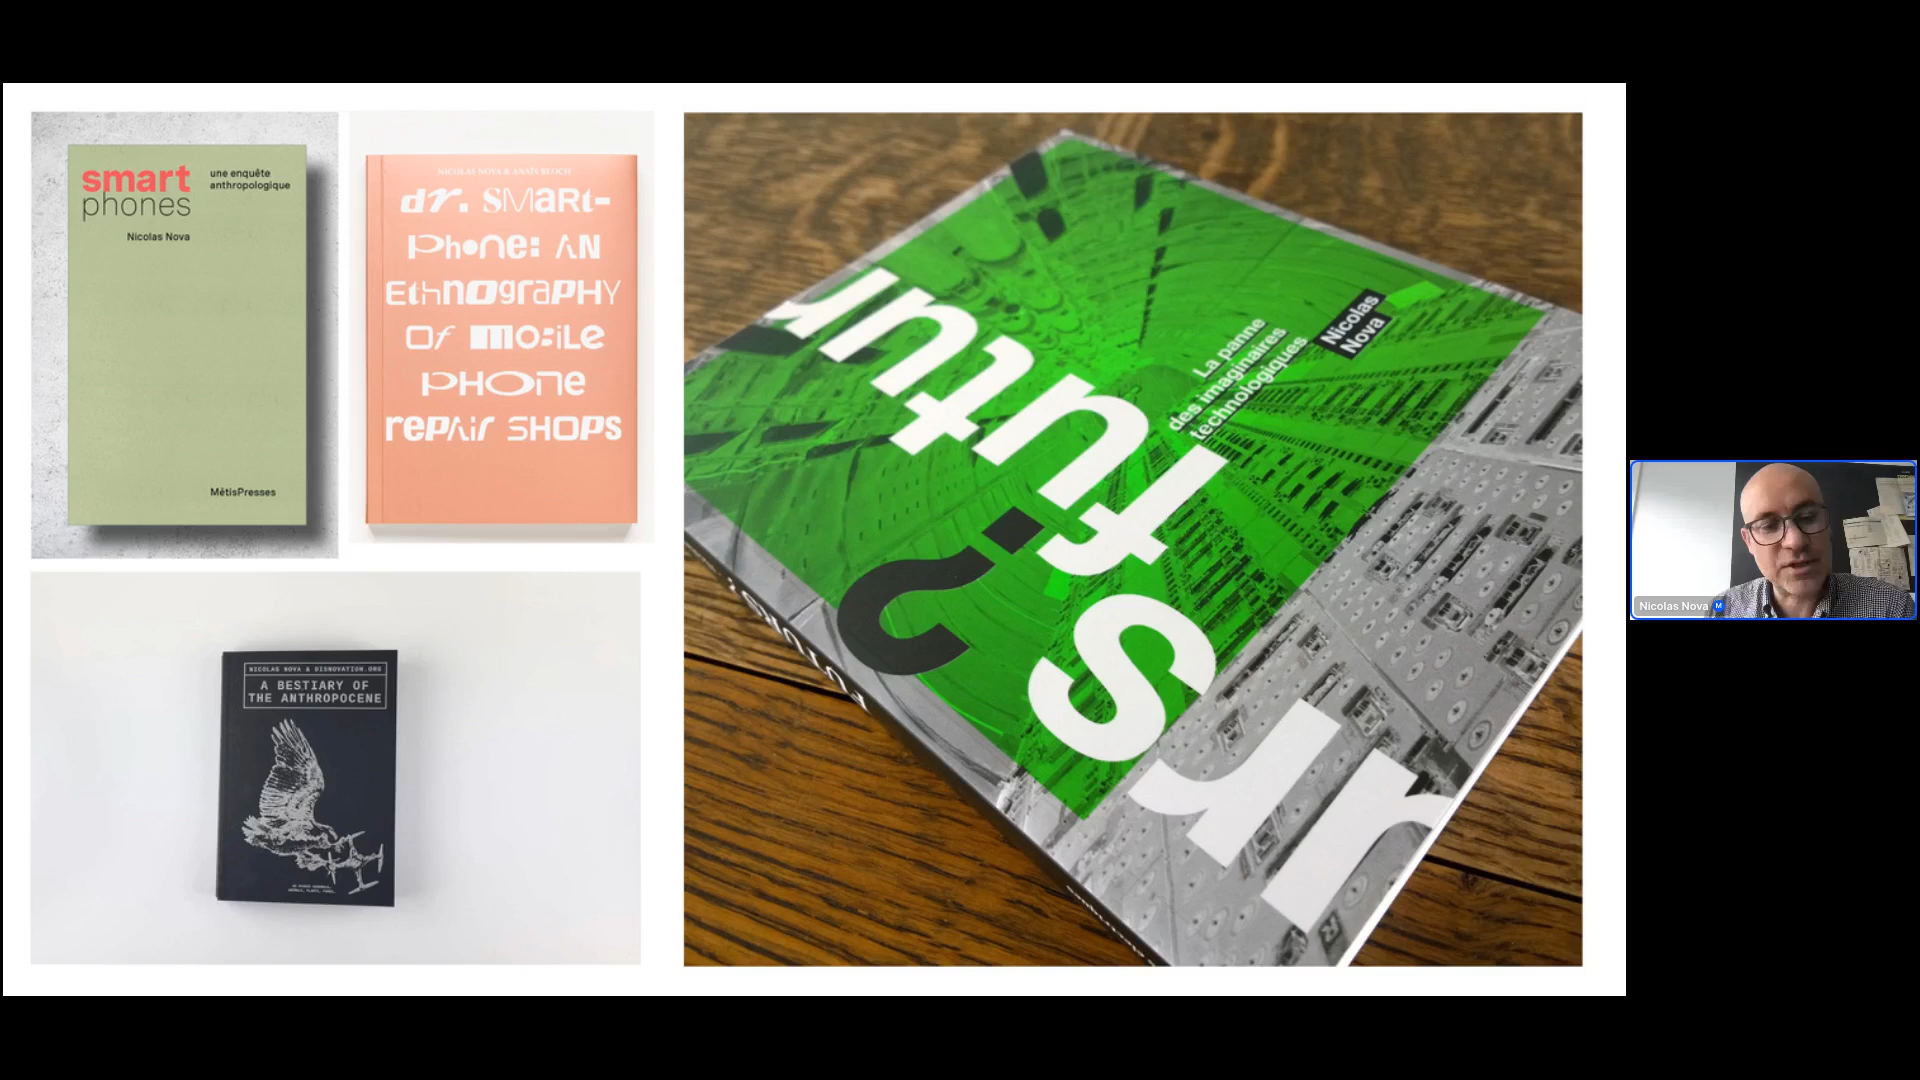 smart
phones
une enquête
anthropologique
Nicolas Nova
MētisPresses
NICOLAS NOVA & ANAÏS BLOCH
dr. SMART-
PhONe: AN
EthnograPHY
Of mobile
PHONe
repair SHOPS
NICOLAS NOVA & DISNOVATION.ORG
A BESTIARY OF
THE ANTHROPOCENE
futur
¿
futurs
La panne
des imaginaires
technologiques
Nicolas
Nova
Nicolas Nova
M